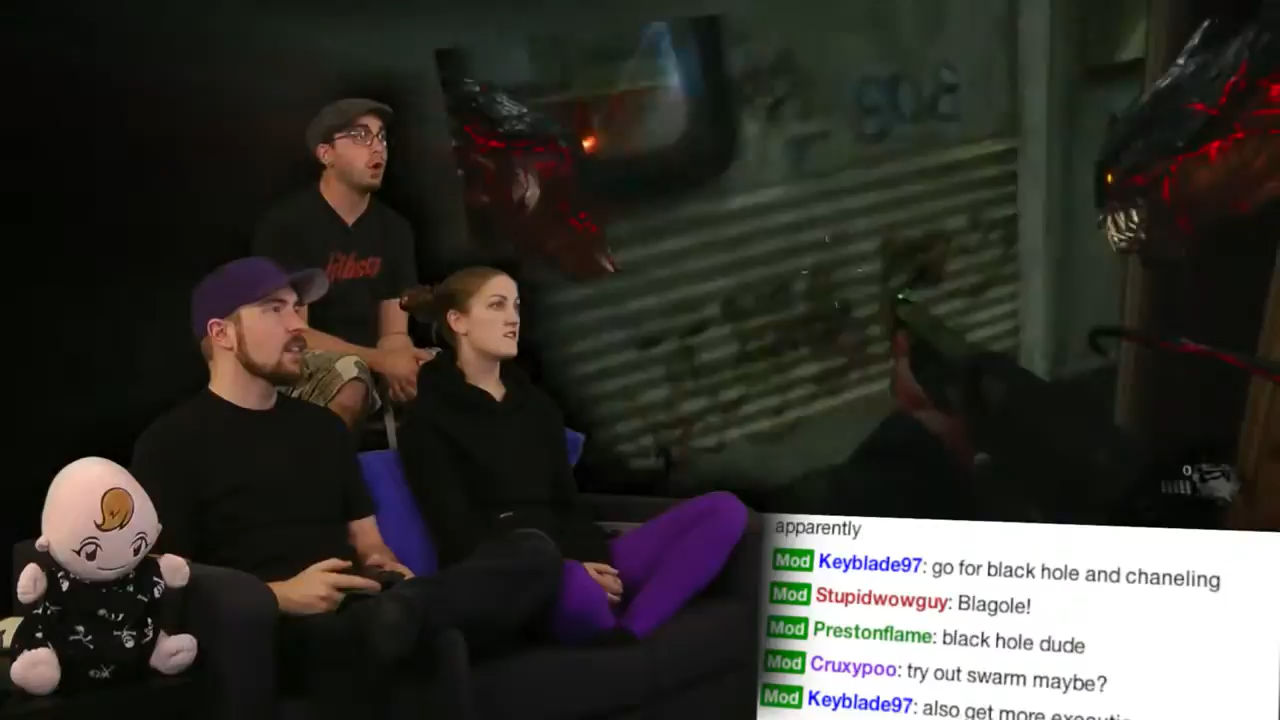 apparently
Mod Keyblade97: go for black hole and chaneling
Mod Stupidwowguy: Blagole!
Mod Prestonflame: black hole dude
Mod Cruxypoo: try out swarm maybe?
Mod Keyblade97: also get more
0